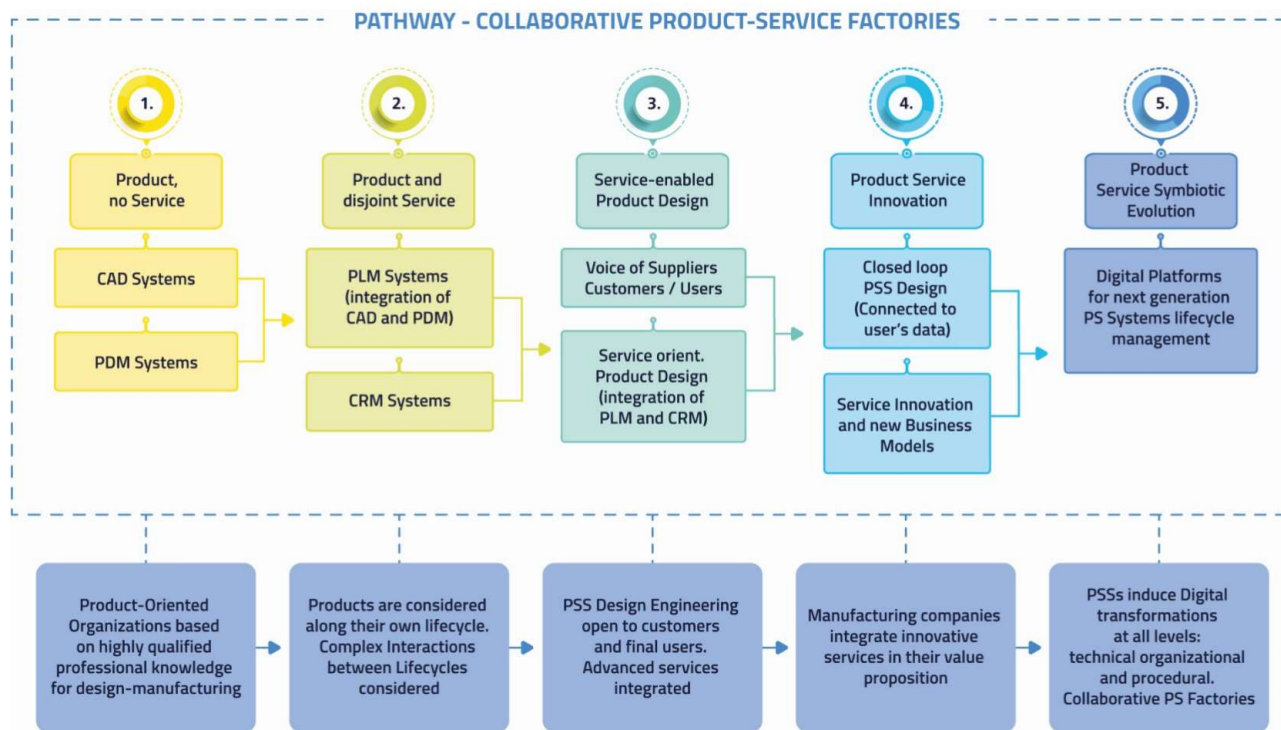 PATHWAY - COLLABORATIVE PRODUCT-SERVICE FACTORIES
1.
2.
3.
4.
5.
Product,
no Service
Product and
disjoint Service
Service-enabled
Product Design
Product Service
Innovation
Product
Service Symbiotic
Evolution
CAD Systems
PDM Systems
PLM Systems
(integration of
CAD and PDM)
CRM Systems
Voice of Suppliers
Customers / Users
Service orient.
Product Design
(integration of
PLM and CRM)
Closed loop
PSS Design
(Connected to
user's data)
Service Innovation
and new Business
Models
Digital Platforms
for next generation
PS Systems lifecycle
management
Product-Oriented
Organizations based
on highly qualified
professional knowledge
for design-manufacturing
Products are considered
along their own lifecycle.
Complex Interactions
between Lifecycles
considered
PSS Design Engineering
open to customers
and final users.
Advanced services
integrated
Manufacturing companies
integrate innovative
services in their value
proposition
PSSs induce Digital
transformations
at all levels:
technical organizational
and procedural.
Collaborative PS Factories